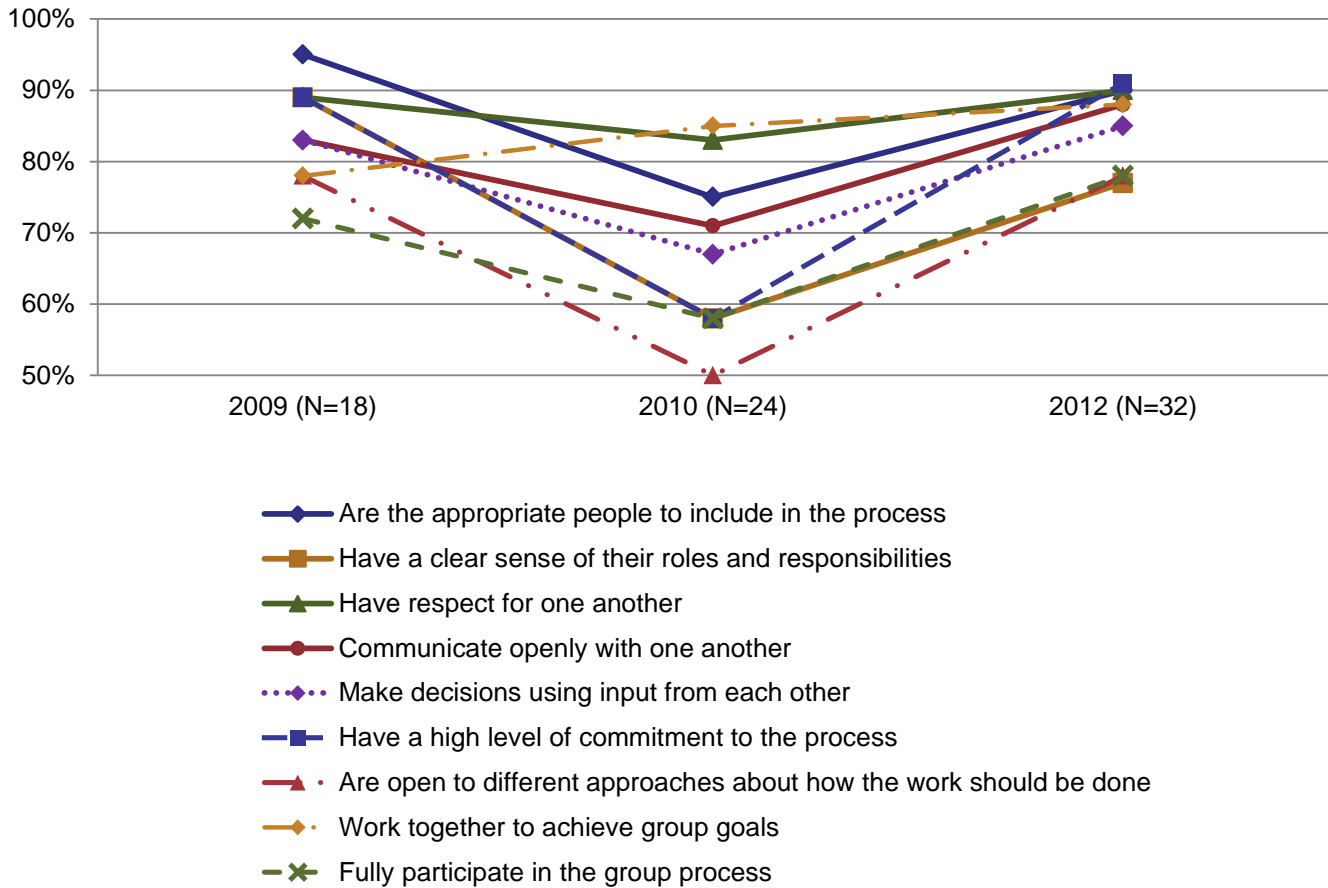 100%
90%
80%
70%
60%
50%
2009 (N=18) 2010 (N=24) 2012 (N=32)
Are the appropriate people to include in the process
Have a clear sense of their roles and responsibilities
Have respect for one another
Communicate openly with one another
Make decisions using input from each other
Have a high level of commitment to the process
Are open to different approaches about how the work should be done
Work together to achieve group goals
Fully participate in the group process